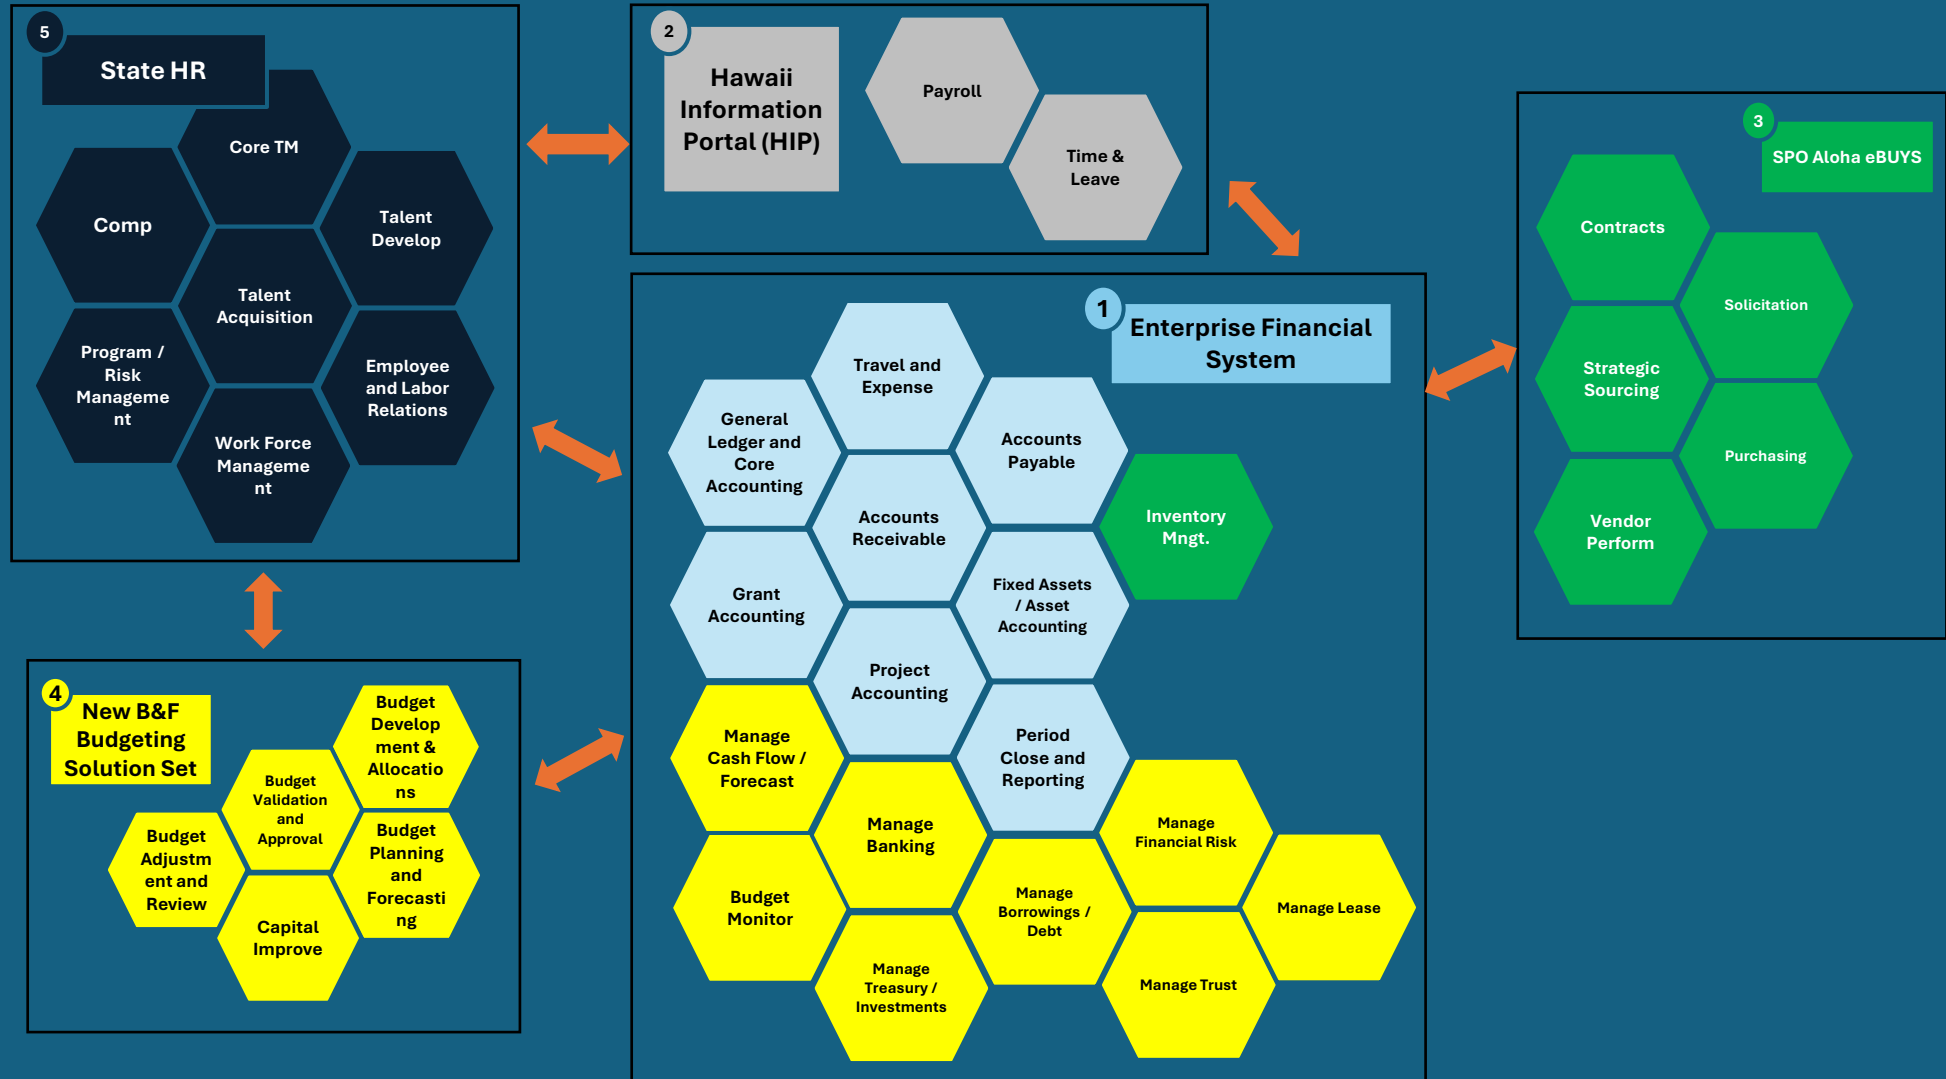 5
State HR
Core TM
Comp
Talent
Develop
Talent
Acquisition
Program /
Risk
Manageme
nt
Employee
and Labor
Relations
Work Force
Manageme
nt
2
Hawaii
Information
Portal (HIP)
Payroll
Time &
Leave
3
SPO Aloha eBUYS
Contracts
Solicitation
Strategic
Sourcing
Purchasing
Vendor
Perform
1
Enterprise Financial
System
Travel and
Expense
General
Ledger and
Core
Accounting
Accounts
Payable
Accounts
Receivable
Inventory
Mngt.
Grant
Accounting
Fixed Assets
/ Asset
Accounting
Project
Accounting
Manage
Cash Flow /
Forecast
Period
Close and
Reporting
Manage
Banking
Manage
Financial Risk
Budget
Monitor
Manage
Borrowings /
Debt
Manage Lease
Manage
Treasury /
Investments
Manage Trust
4
New B&F
Budgeting
Solution Set
Budget
Develop
ment &
Allocatio
ns
Budget
Validation
and
Approval
Budget
Adjustm
ent and
Review
Budget
Planning
and
Forecasti
ng
Capital
Improve